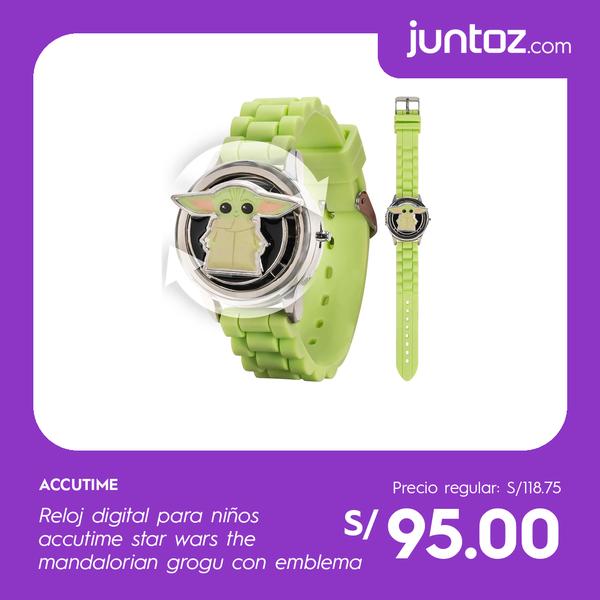 juntoz.com
ACCUTIME
Precio regular: S/118.75
Reloj digital para niños
accutime star wars the
mandalorian grogu con emblema
S/ 95.00